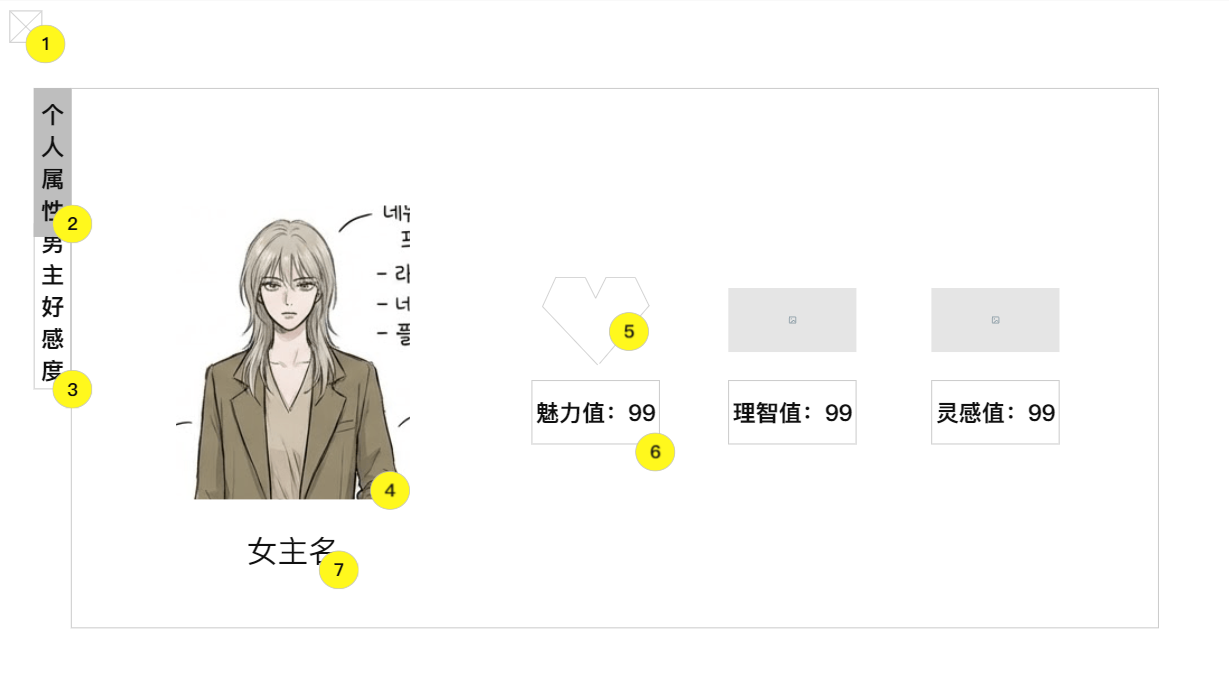 1
个人属性
2
男主好感度
3
네
프
- 라
- 네
- 플
4
女主名
7
5
魅力值：99
6
理智值：99
灵感值：99